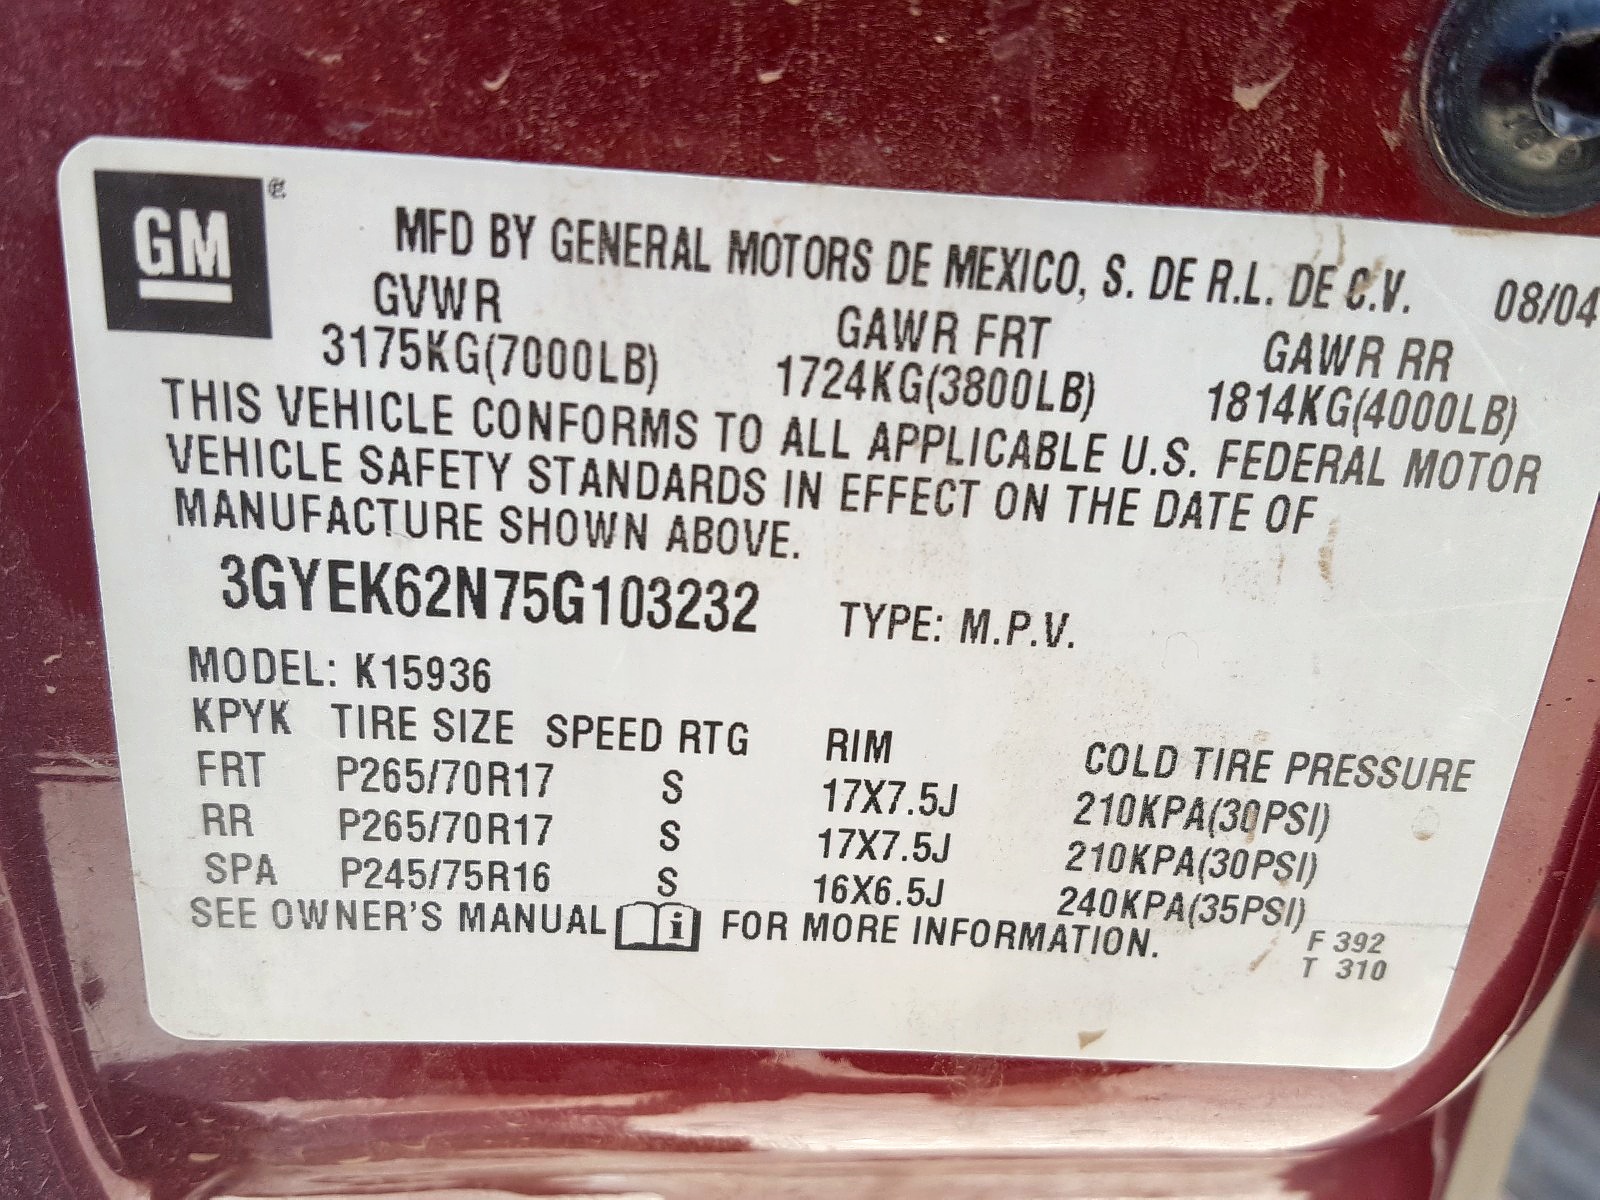 GM
MFD BY GENERAL MOTORS DE MEXICO, S. DE R.L. DE C.V. 08/04
GVWR GAWR FRT GAWR RR
3175KG(7000LB) 1724KG(3800LB) 1814KG(4000LB)
THIS VEHICLE CONFORMS TO ALL APPLICABLE U.S. FEDERAL MOTOR
VEHICLE SAFETY STANDARDS IN EFFECT ON THE DATE OF
MANUFACTURE SHOWN ABOVE.
3GYEK62N75G103232 TYPE: M.P.V.
MODEL: K15936
KPYK TIRE SIZE SPEED RTG RIM COLD TIRE PRESSURE
FRT P265/70R17 S 17X7.5J 210KPA(30PSI)
RR P265/70R17 S 17X7.5J 210KPA(30PSI)
SPA P245/75R16 S 16X6.5J 240KPA(35PSI)
SEE OWNER'S MANUAL i FOR MORE INFORMATION.
F 392
T 310